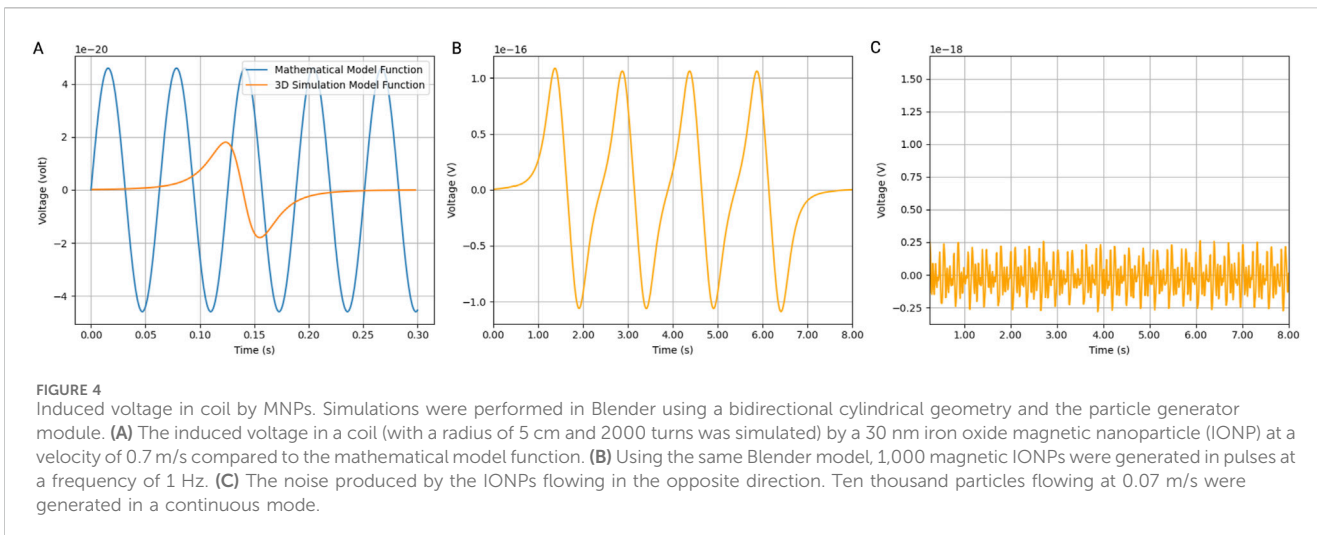 A
1e−20
Mathematical Model Function
3D Simulation Model Function
4
2
0
−2
−4
Voltage (volt)
0.00 0.05 0.10 0.15 0.20 0.25 0.30
Time (s)
B
1e−16
1.0
0.5
0.0
−0.5
−1.0
Voltage (V)
0.00 1.00 2.00 3.00 4.00 5.00 6.00 7.00 8.00
Time (s)
C
1e−18
1.50
1.25
1.00
0.75
0.50
0.25
0.00
−0.25
Voltage (V)
1.00 2.00 3.00 4.00 5.00 6.00 7.00 8.00
Time (s)
FIGURE 4
Induced voltage in coil by MNPs. Simulations were performed in Blender using a bidirectional cylindrical geometry and the particle generator
module. (A) The induced voltage in a coil (with a radius of 5 cm and 2000 turns was simulated) by a 30 nm iron oxide magnetic nanoparticle (IONP) at a
velocity of 0.7 m/s compared to the mathematical model function. (B) Using the same Blender model, 1,000 magnetic IONPs were generated in pulses at
a frequency of 1 Hz. (C) The noise produced by the IONPs flowing in the opposite direction. Ten thousand particles flowing at 0.07 m/s were
generated in a continuous mode.